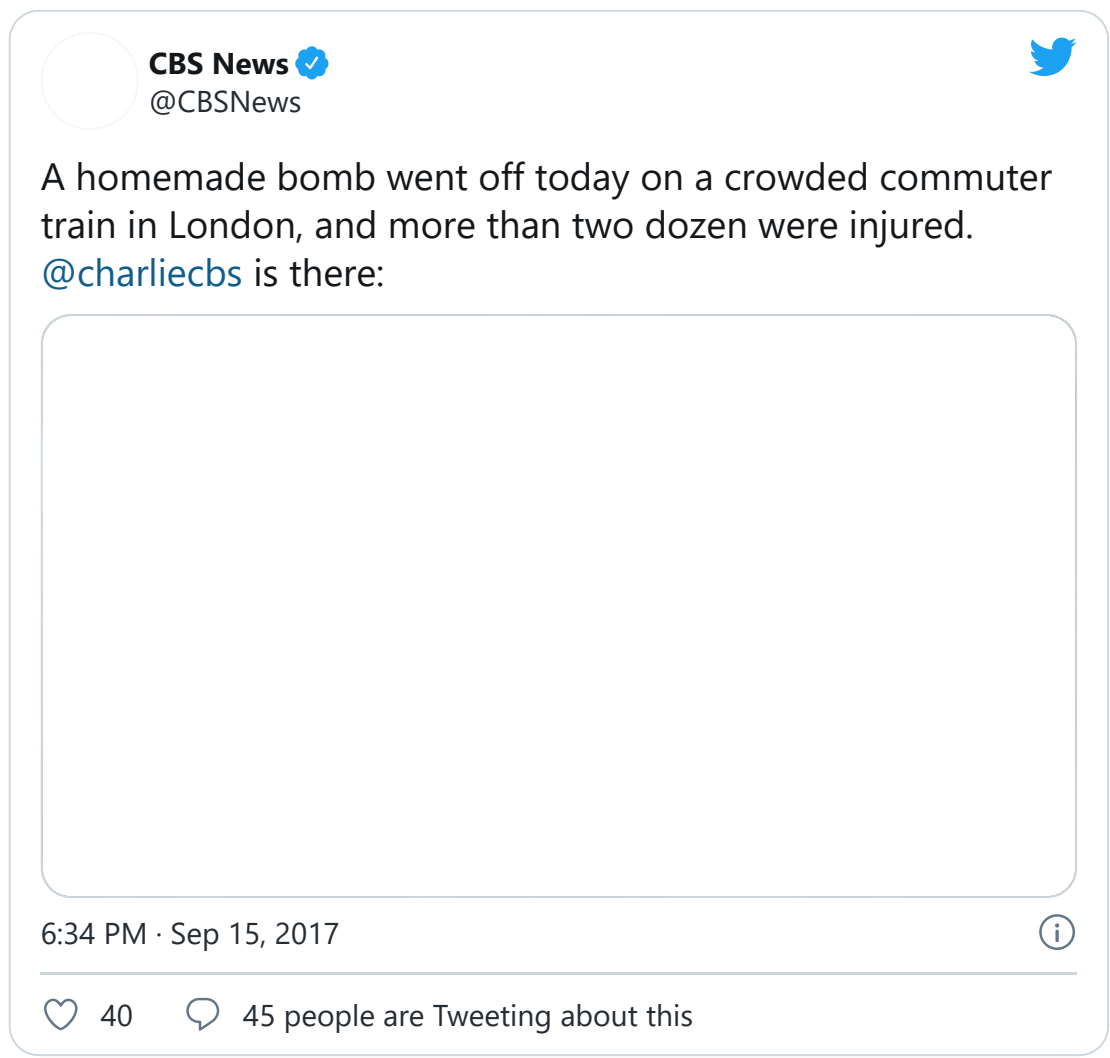 CBS News
@CBSNews
A homemade bomb went off today on a crowded commuter
train in London, and more than two dozen were injured.
@charliecbs is there:
6:34 PM · Sep 15, 2017
40 45 people are Tweeting about this